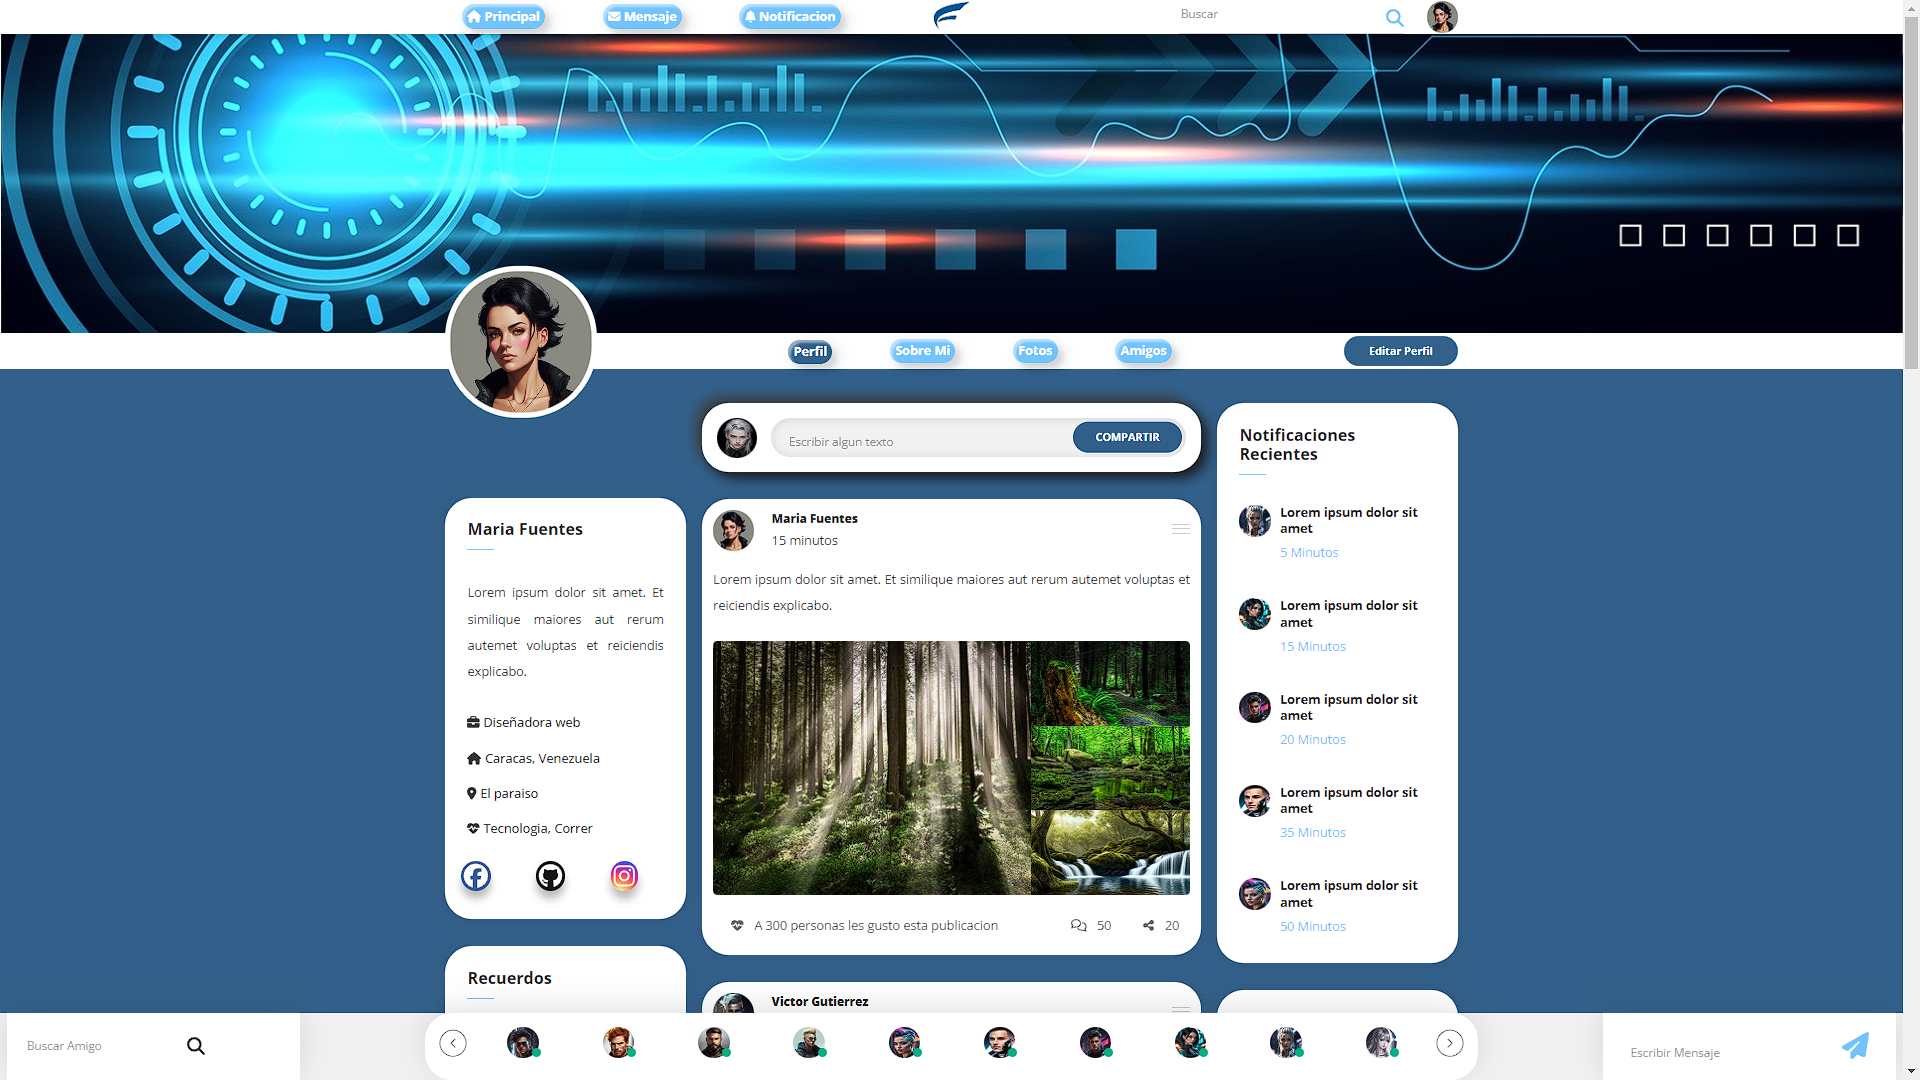 Principal
Mensaje
Notificacion
Buscar
Perfil
Sobre Mi
Fotos
Amigos
Editar Perfil
Escribir algun texto
COMPARTIR
Maria Fuentes
Lorem ipsum dolor sit amet. Et
similique maiores aut rerum
autemet voluptas et reiciendis
explicabo.
Diseñadora web
Caracas, Venezuela
El paraiso
Tecnologia, Correr
Recuerdos
Maria Fuentes
15 minutos
Lorem ipsum dolor sit amet. Et similique maiores aut rerum autemet voluptas et
reiciendis explicabo.
A 300 personas les gusto esta publicacion
50
20
Victor Gutierrez
Notificaciones
Recientes
Lorem ipsum dolor sit
amet
5 Minutos
Lorem ipsum dolor sit
amet
15 Minutos
Lorem ipsum dolor sit
amet
20 Minutos
Lorem ipsum dolor sit
amet
35 Minutos
Lorem ipsum dolor sit
amet
50 Minutos
Buscar Amigo
Escribir Mensaje